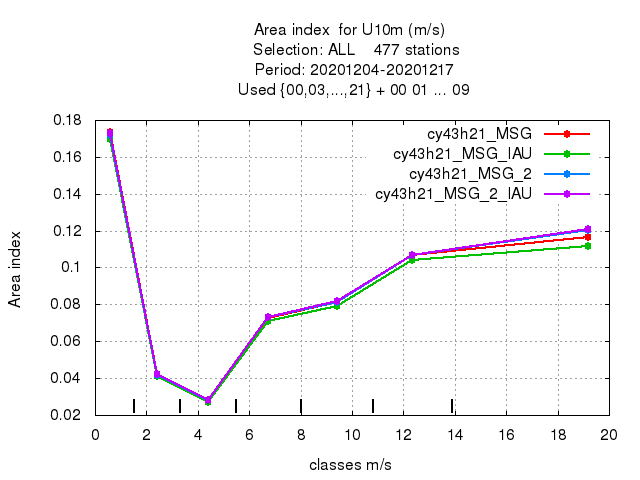 Area index  for U10m (m/s)
Selection: ALL    477 stations
Period: 20201204-20201217
Used {00,03,...,21} + 00 01 ... 09
0.18
0.16
0.14
0.12
0.1
0.08
0.06
0.04
0.02
Area index
cy43h21_MSG
cy43h21_MSG_IAU
cy43h21_MSG_2
cy43h21_MSG_2_IAU
0 2 4 6 8 10 12 14 16 18 20
classes m/s